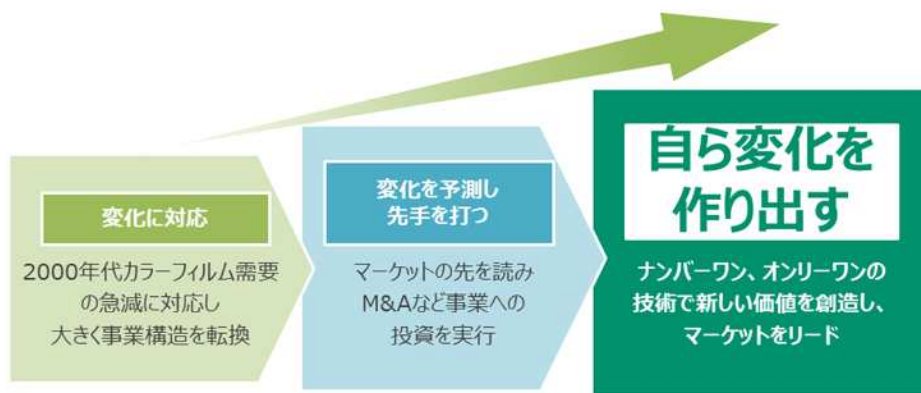 変化に対応
2000年代カラーフィルム需要
の急減に対応し
大きく事業構造を転換
変化を予測し
先手を打つ
マーケットの先を読み
M&Aなど事業への
投資を実行
自ら変化を
作り出す
ナンバーワン、オンリーワンの
技術で新しい価値を創造し、
マーケットをリード